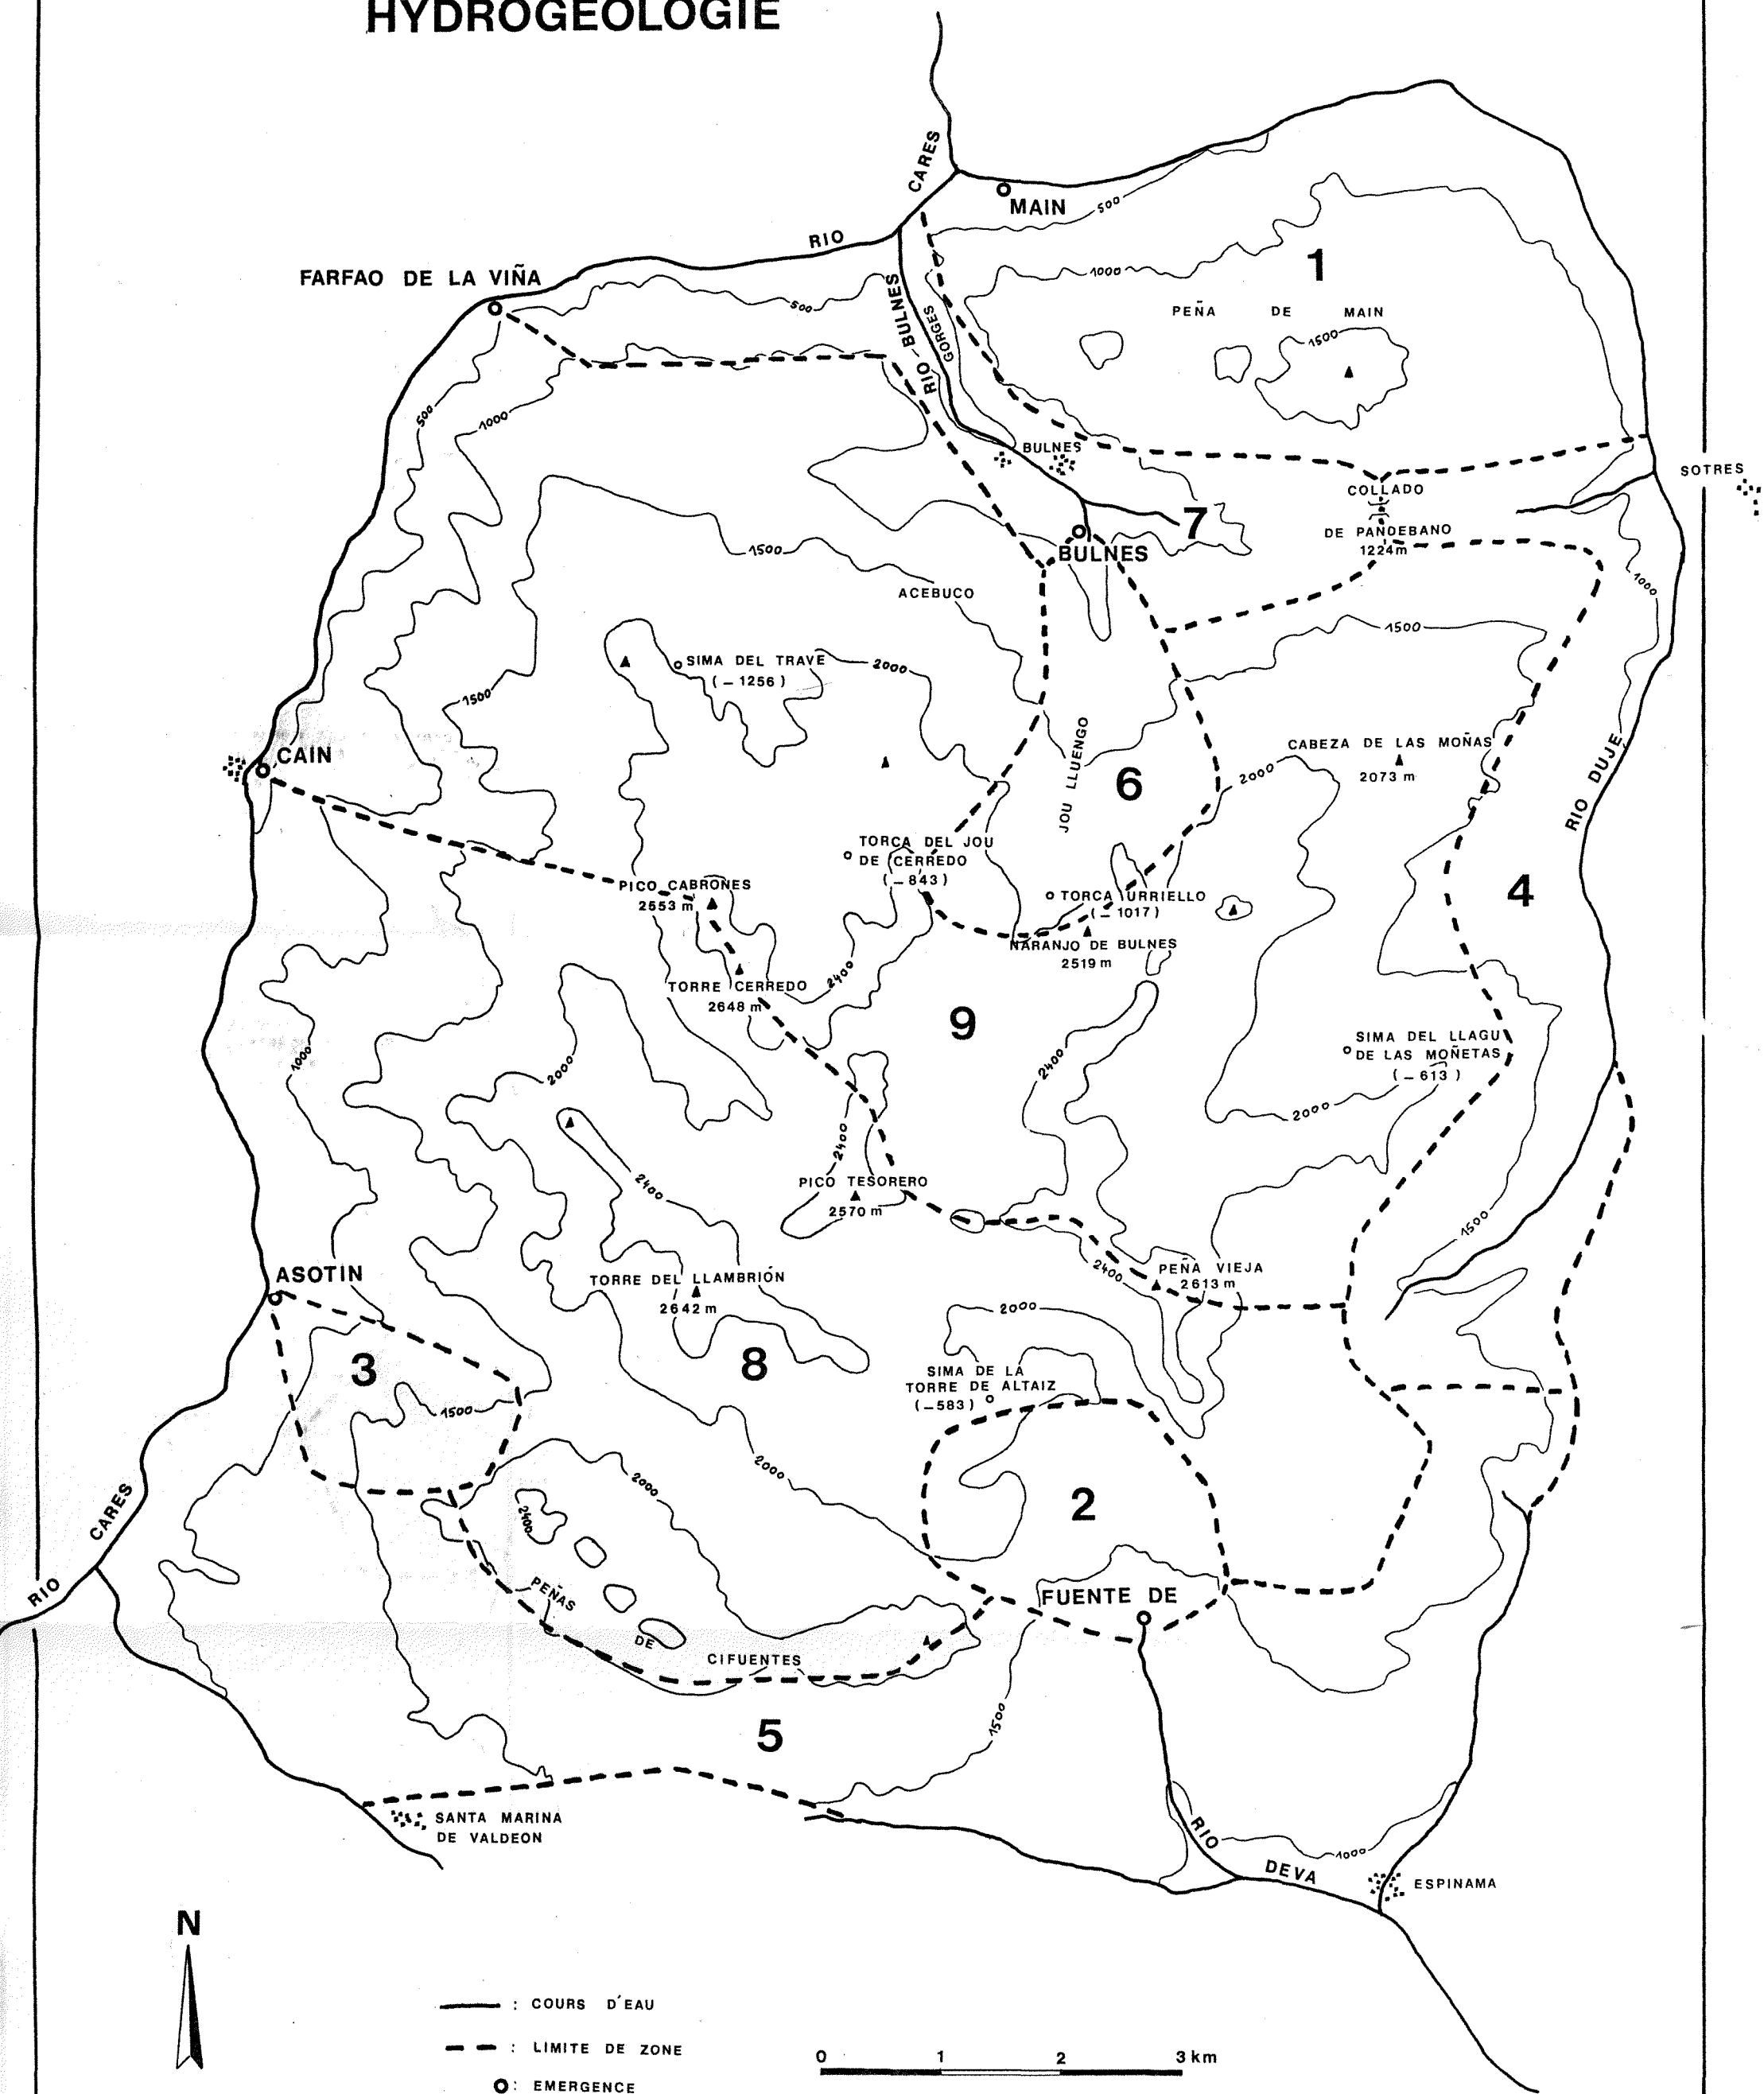 HYDROGEOLOGIE
CARES
MAIN
500
RIO
1
FARFAO DE LA VIÑA
1000
500
RIO - BULNES
GORGES
PEÑA DE MAIN
1500
500
1000
BULNES
SOTRES
COLLADO
DE PANDEBANO
1224m
7
BULNES
1500
ACEBUCO
1000
1500
SIMA DEL TRAVE
(-1256)
2000
1500
CAIN
JOU LLUENGO
6
2000
CABEZA DE LAS MOÑAS
2073 m
RIO DUJE
TORCA DEL JOU
DE CERREDO
(-843)
PICO CABRONES
2553 m
TORCA URRIELLO
(-1017)
4
NARANJO DE BULNES
2519 m
2400
TORRE CERREDO
2648 m
9
SIMA DEL LLAGU
DE LAS MOÑETAS
(-613)
1000
2000
2400
2000
2400
2400
PICO TESORERO
2570 m
1500
ASOTIN
TORRE DEL LLAMBRIÓN
2642 m
2400
PEÑA VIEJA
2613 m
2000
3
8
SIMA DE LA
TORRE DE ALTAIZ
(-583)
1500
2000
2000
2400
2
RIO CARES
PEÑAS DE CIFUENTES
FUENTE DE
5
1500
SANTA MARINA
DE VALDEON
RIO DEVA
1000
ESPINAMA
N
: COURS D'EAU
: LIMITE DE ZONE
: EMERGENCE
0 1 2 3 km